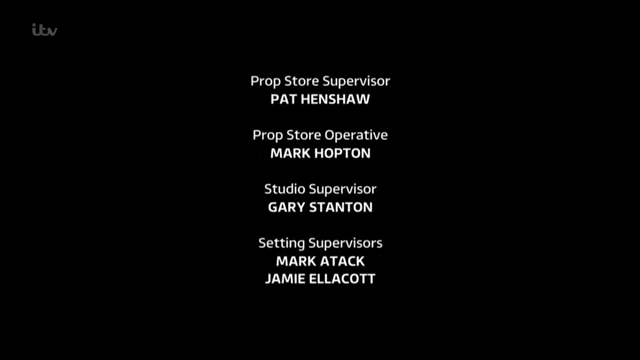 itv
Prop Store Supervisor
PAT HENSHAW
Prop Store Operative
MARK HOPTON
Studio Supervisor
GARY STANTON
Setting Supervisors
MARK ATACK
JAMIE ELLACOTT